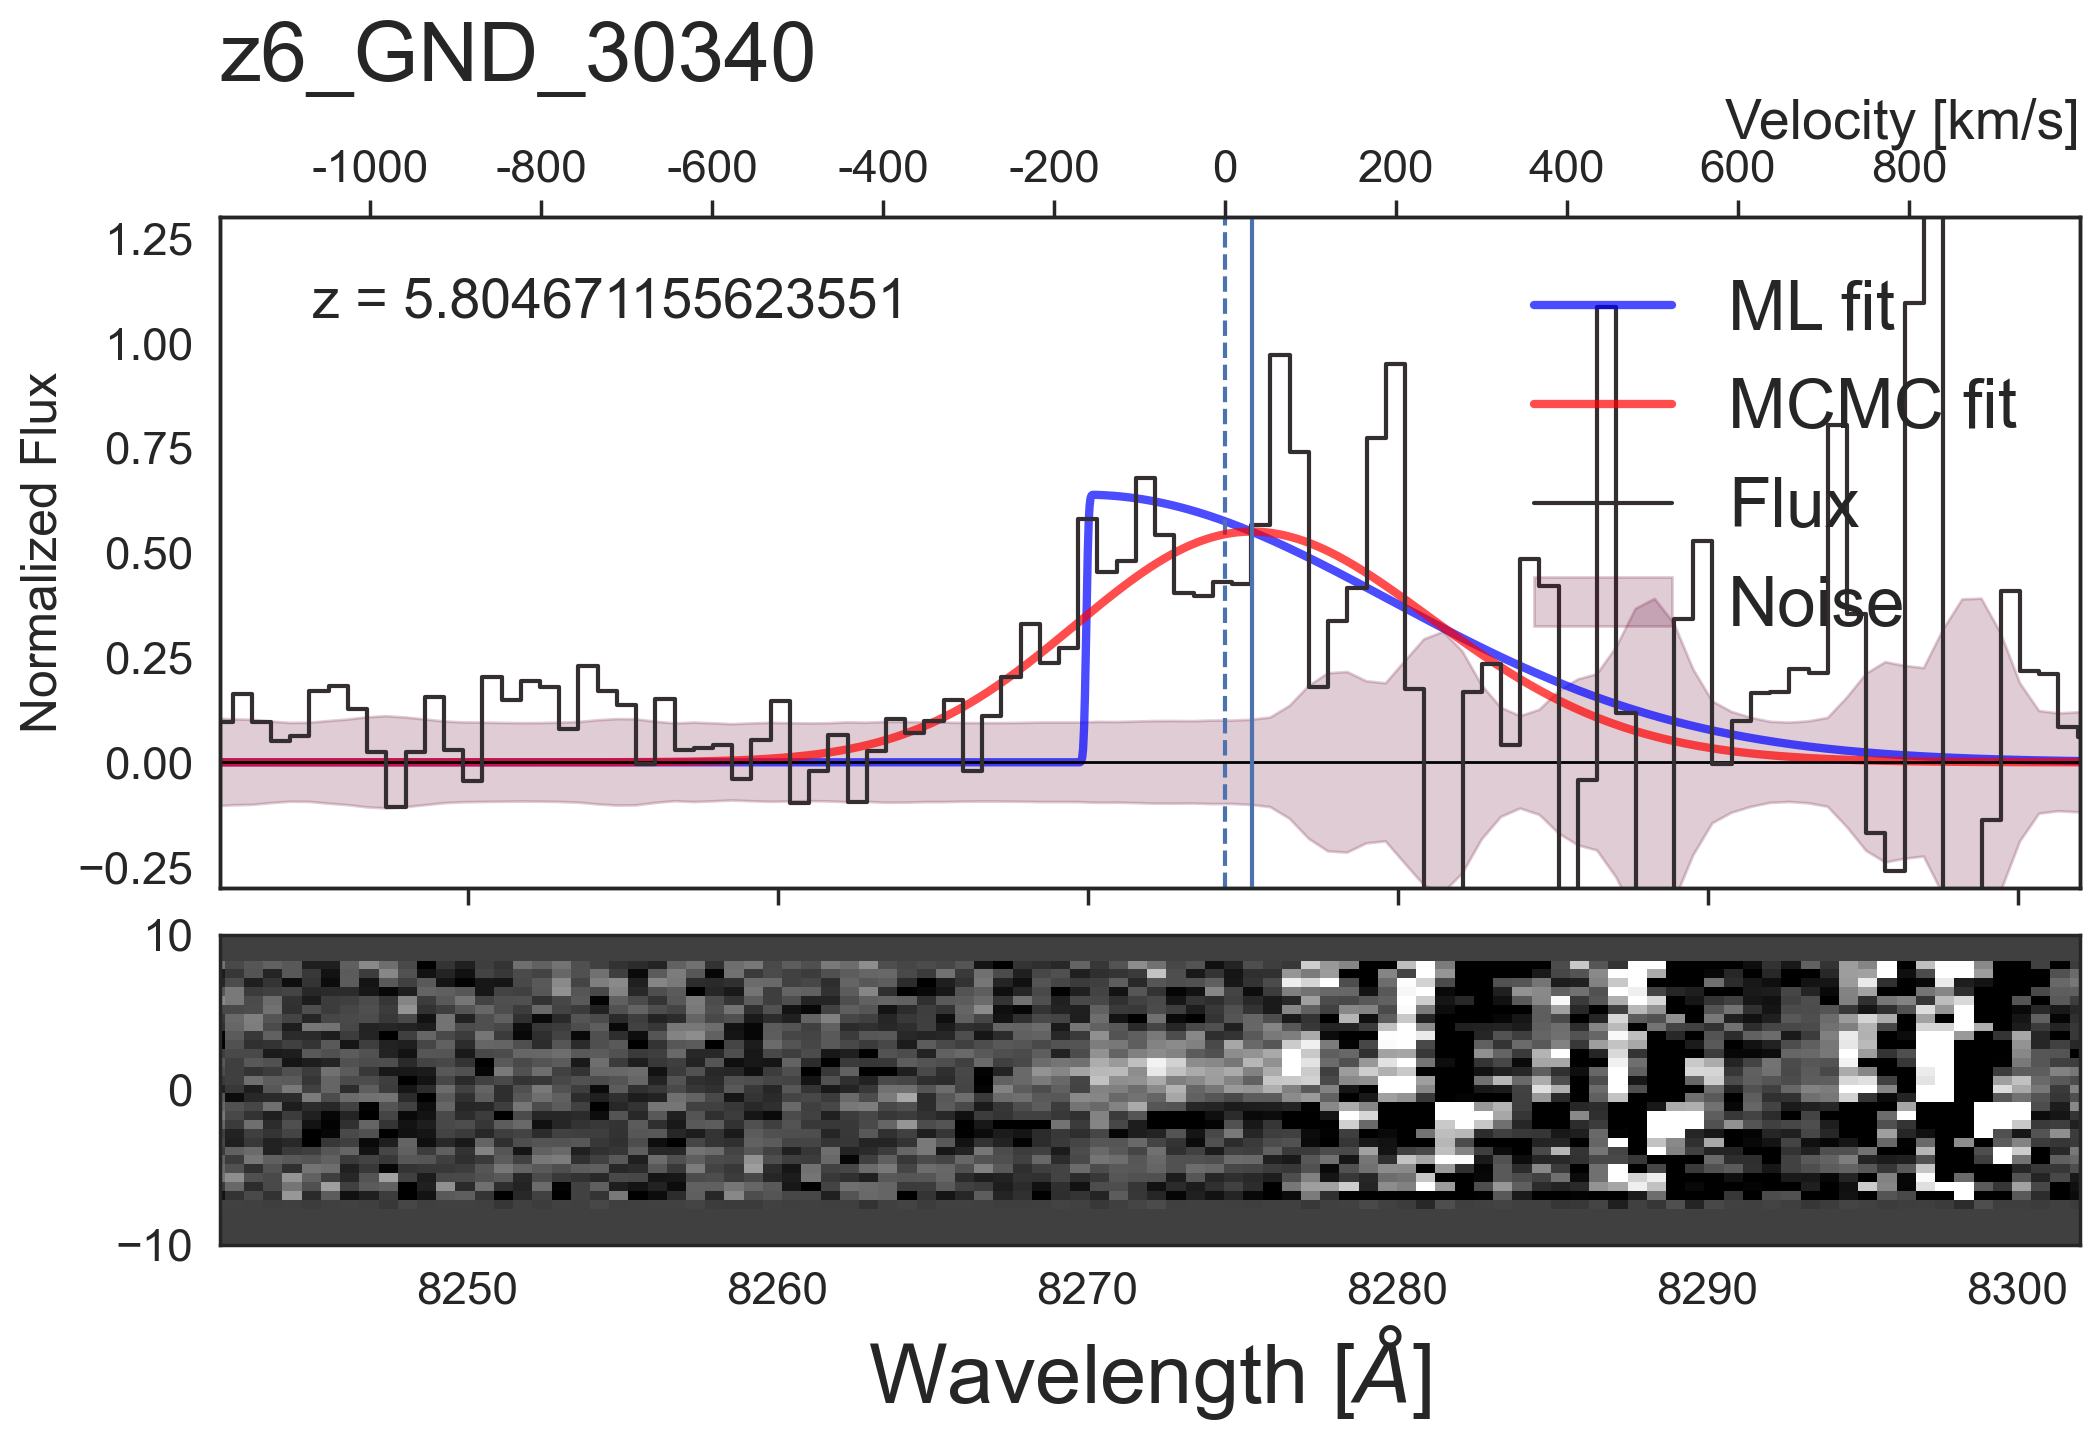 z6_GND_30340
Velocity [km/s]
-1000 -800 -600 -400 -200 0 200 400 600 800
1.25
1.00
0.75
0.50
0.25
0.00
−0.25
Normalized Flux
z = 5.804671155623551
ML fit
MCMC fit
Flux
Noise
10
0
−10
8250 8260 8270 8280 8290 8300
Wavelength [Å]